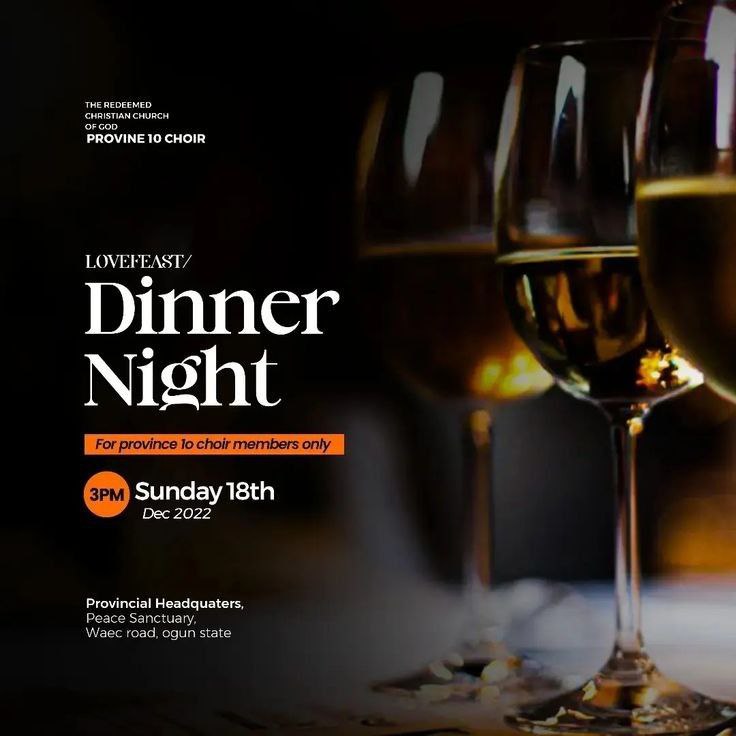 THE REDEEMED
CHRISTIAN CHURCH
OF GOD
PROVINE 10 CHOIR
LOVEFEAST/
Dinner
Night
For province 1o choir members only
3PM Sunday 18th
Dec 2022
Provincial Headquaters,
Peace Sanctuary,
Waec road, ogun state